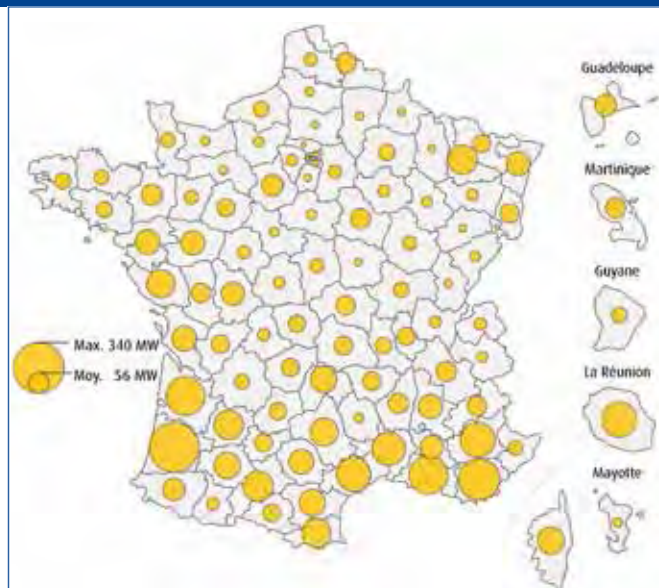 Guadeloupe
Martinique
Guyane
Max. 340 MW
Moy. 56 MW
La Réunion
Mayotte